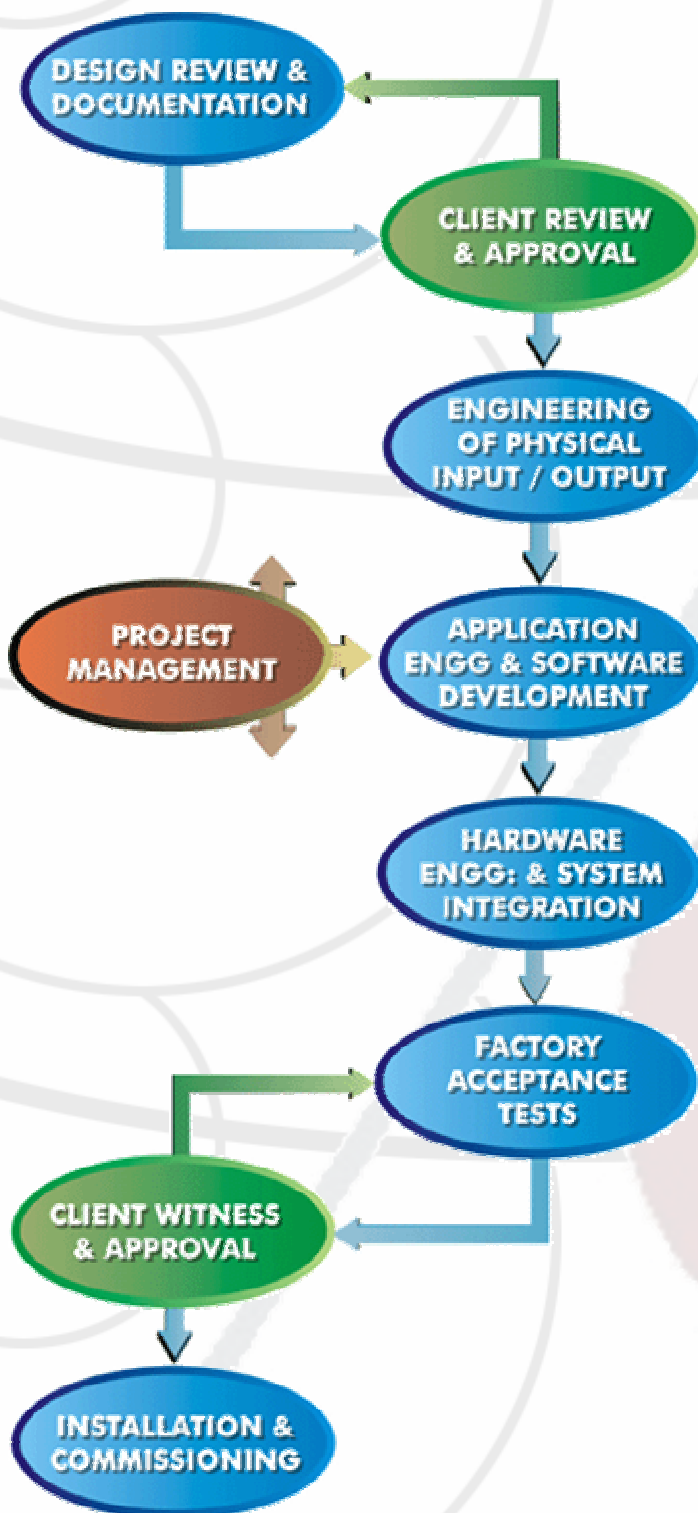 DESIGN REVIEW &
DOCUMENTATION
CLIENT REVIEW
& APPROVAL
ENGINEERING
OF PHYSICAL
INPUT / OUTPUT
PROJECT
MANAGEMENT
APPLICATION
ENGG & SOFTWARE
DEVELOPMENT
HARDWARE
ENGG: & SYSTEM
INTEGRATION
FACTORY
ACCEPTANCE
TESTS
CLIENT WITNESS
& APPROVAL
INSTALLATION &
COMMISSIONING